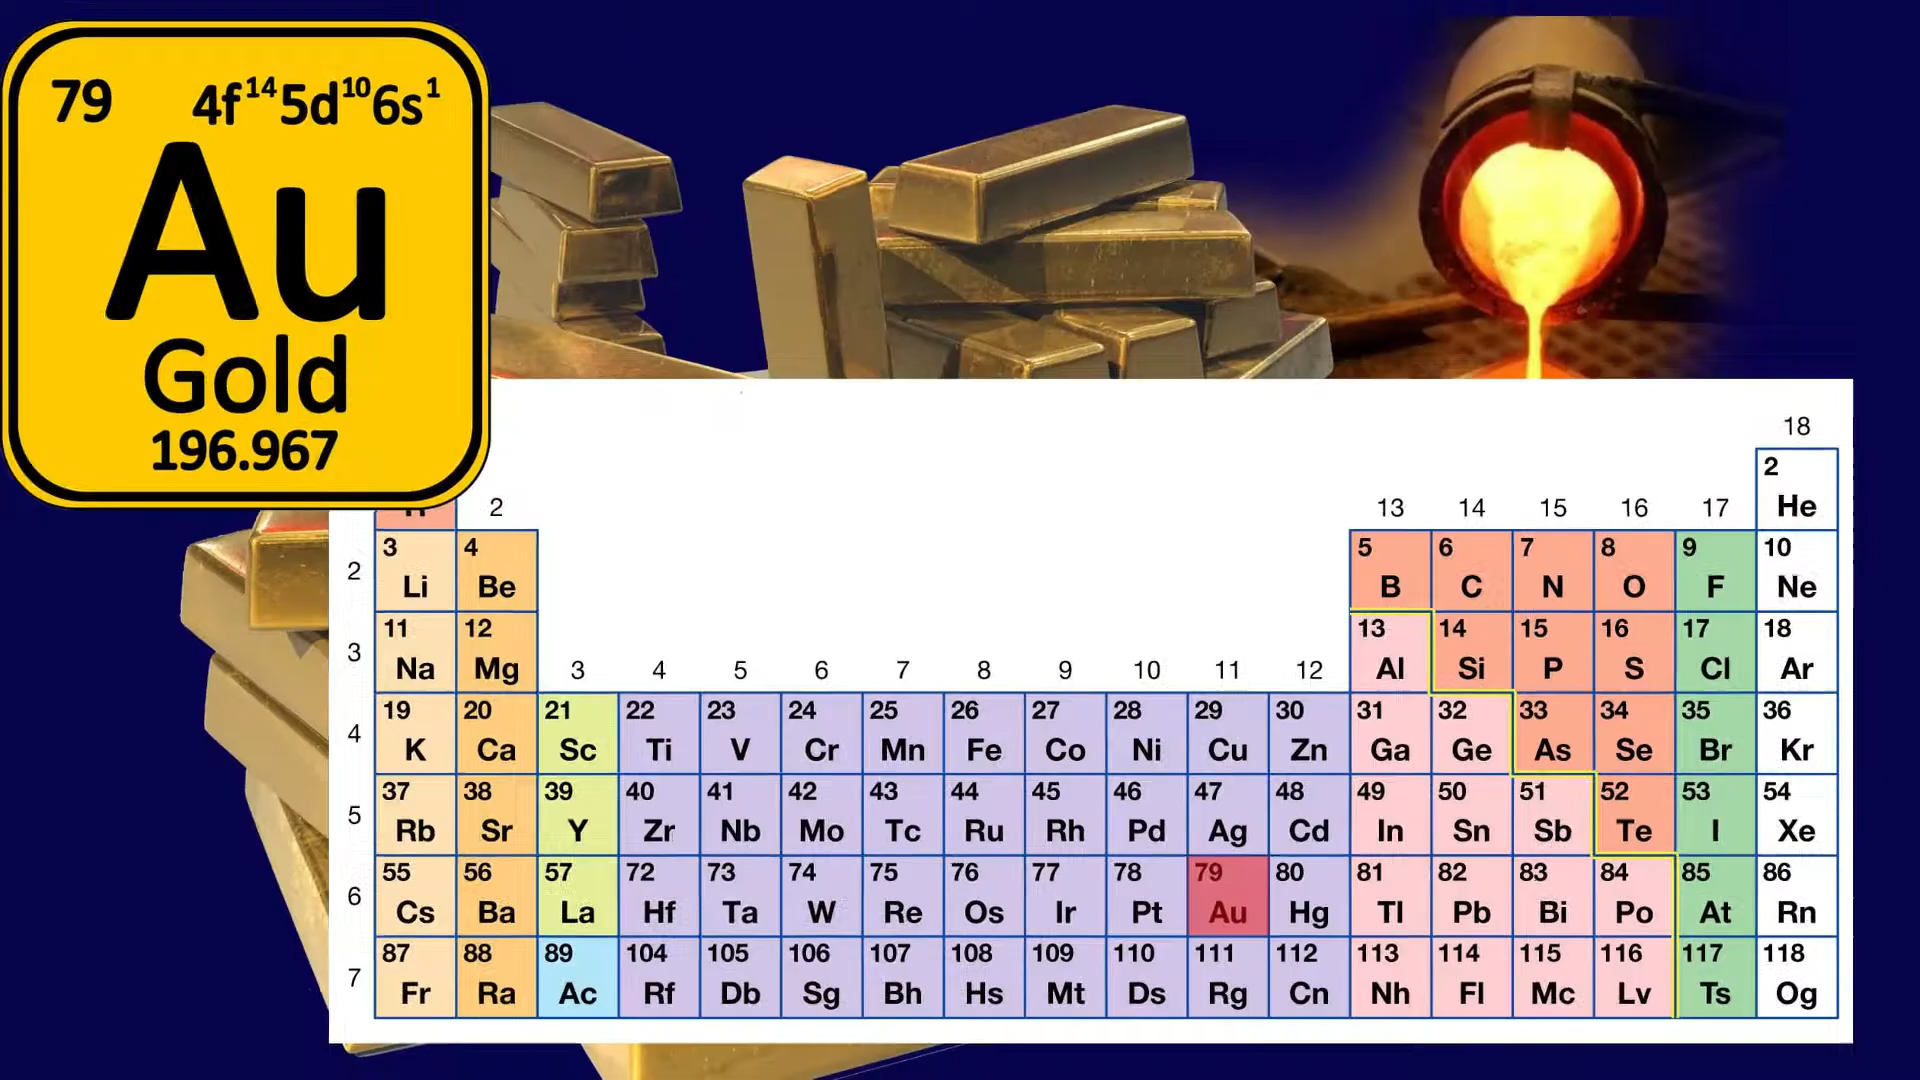 79 4f¹⁴5d¹⁰6s¹
Au
Gold
196.967
18
2
He
2 13 14 15 16 17
3 4 5 6 7 8 9 10
2 Li Be B C N O F Ne
11 12 13 14 15 16 17 18
3 Na Mg Al Si P S Cl Ar
3 4 5 6 7 8 9 10 11 12
19 20 21 22 23 24 25 26 27 28 29 30 31 32 33 34 35 36
4 K Ca Sc Ti V Cr Mn Fe Co Ni Cu Zn Ga Ge As Se Br Kr
37 38 39 40 41 42 43 44 45 46 47 48 49 50 51 52 53 54
5 Rb Sr Y Zr Nb Mo Tc Ru Rh Pd Ag Cd In Sn Sb Te I Xe
55 56 57 72 73 74 75 76 77 78 79 80 81 82 83 84 85 86
6 Cs Ba La Hf Ta W Re Os Ir Pt Au Hg Tl Pb Bi Po At Rn
87 88 89 104 105 106 107 108 109 110 111 112 113 114 115 116 117 118
7 Fr Ra Ac Rf Db Sg Bh Hs Mt Ds Rg Cn Nh Fl Mc Lv Ts Og